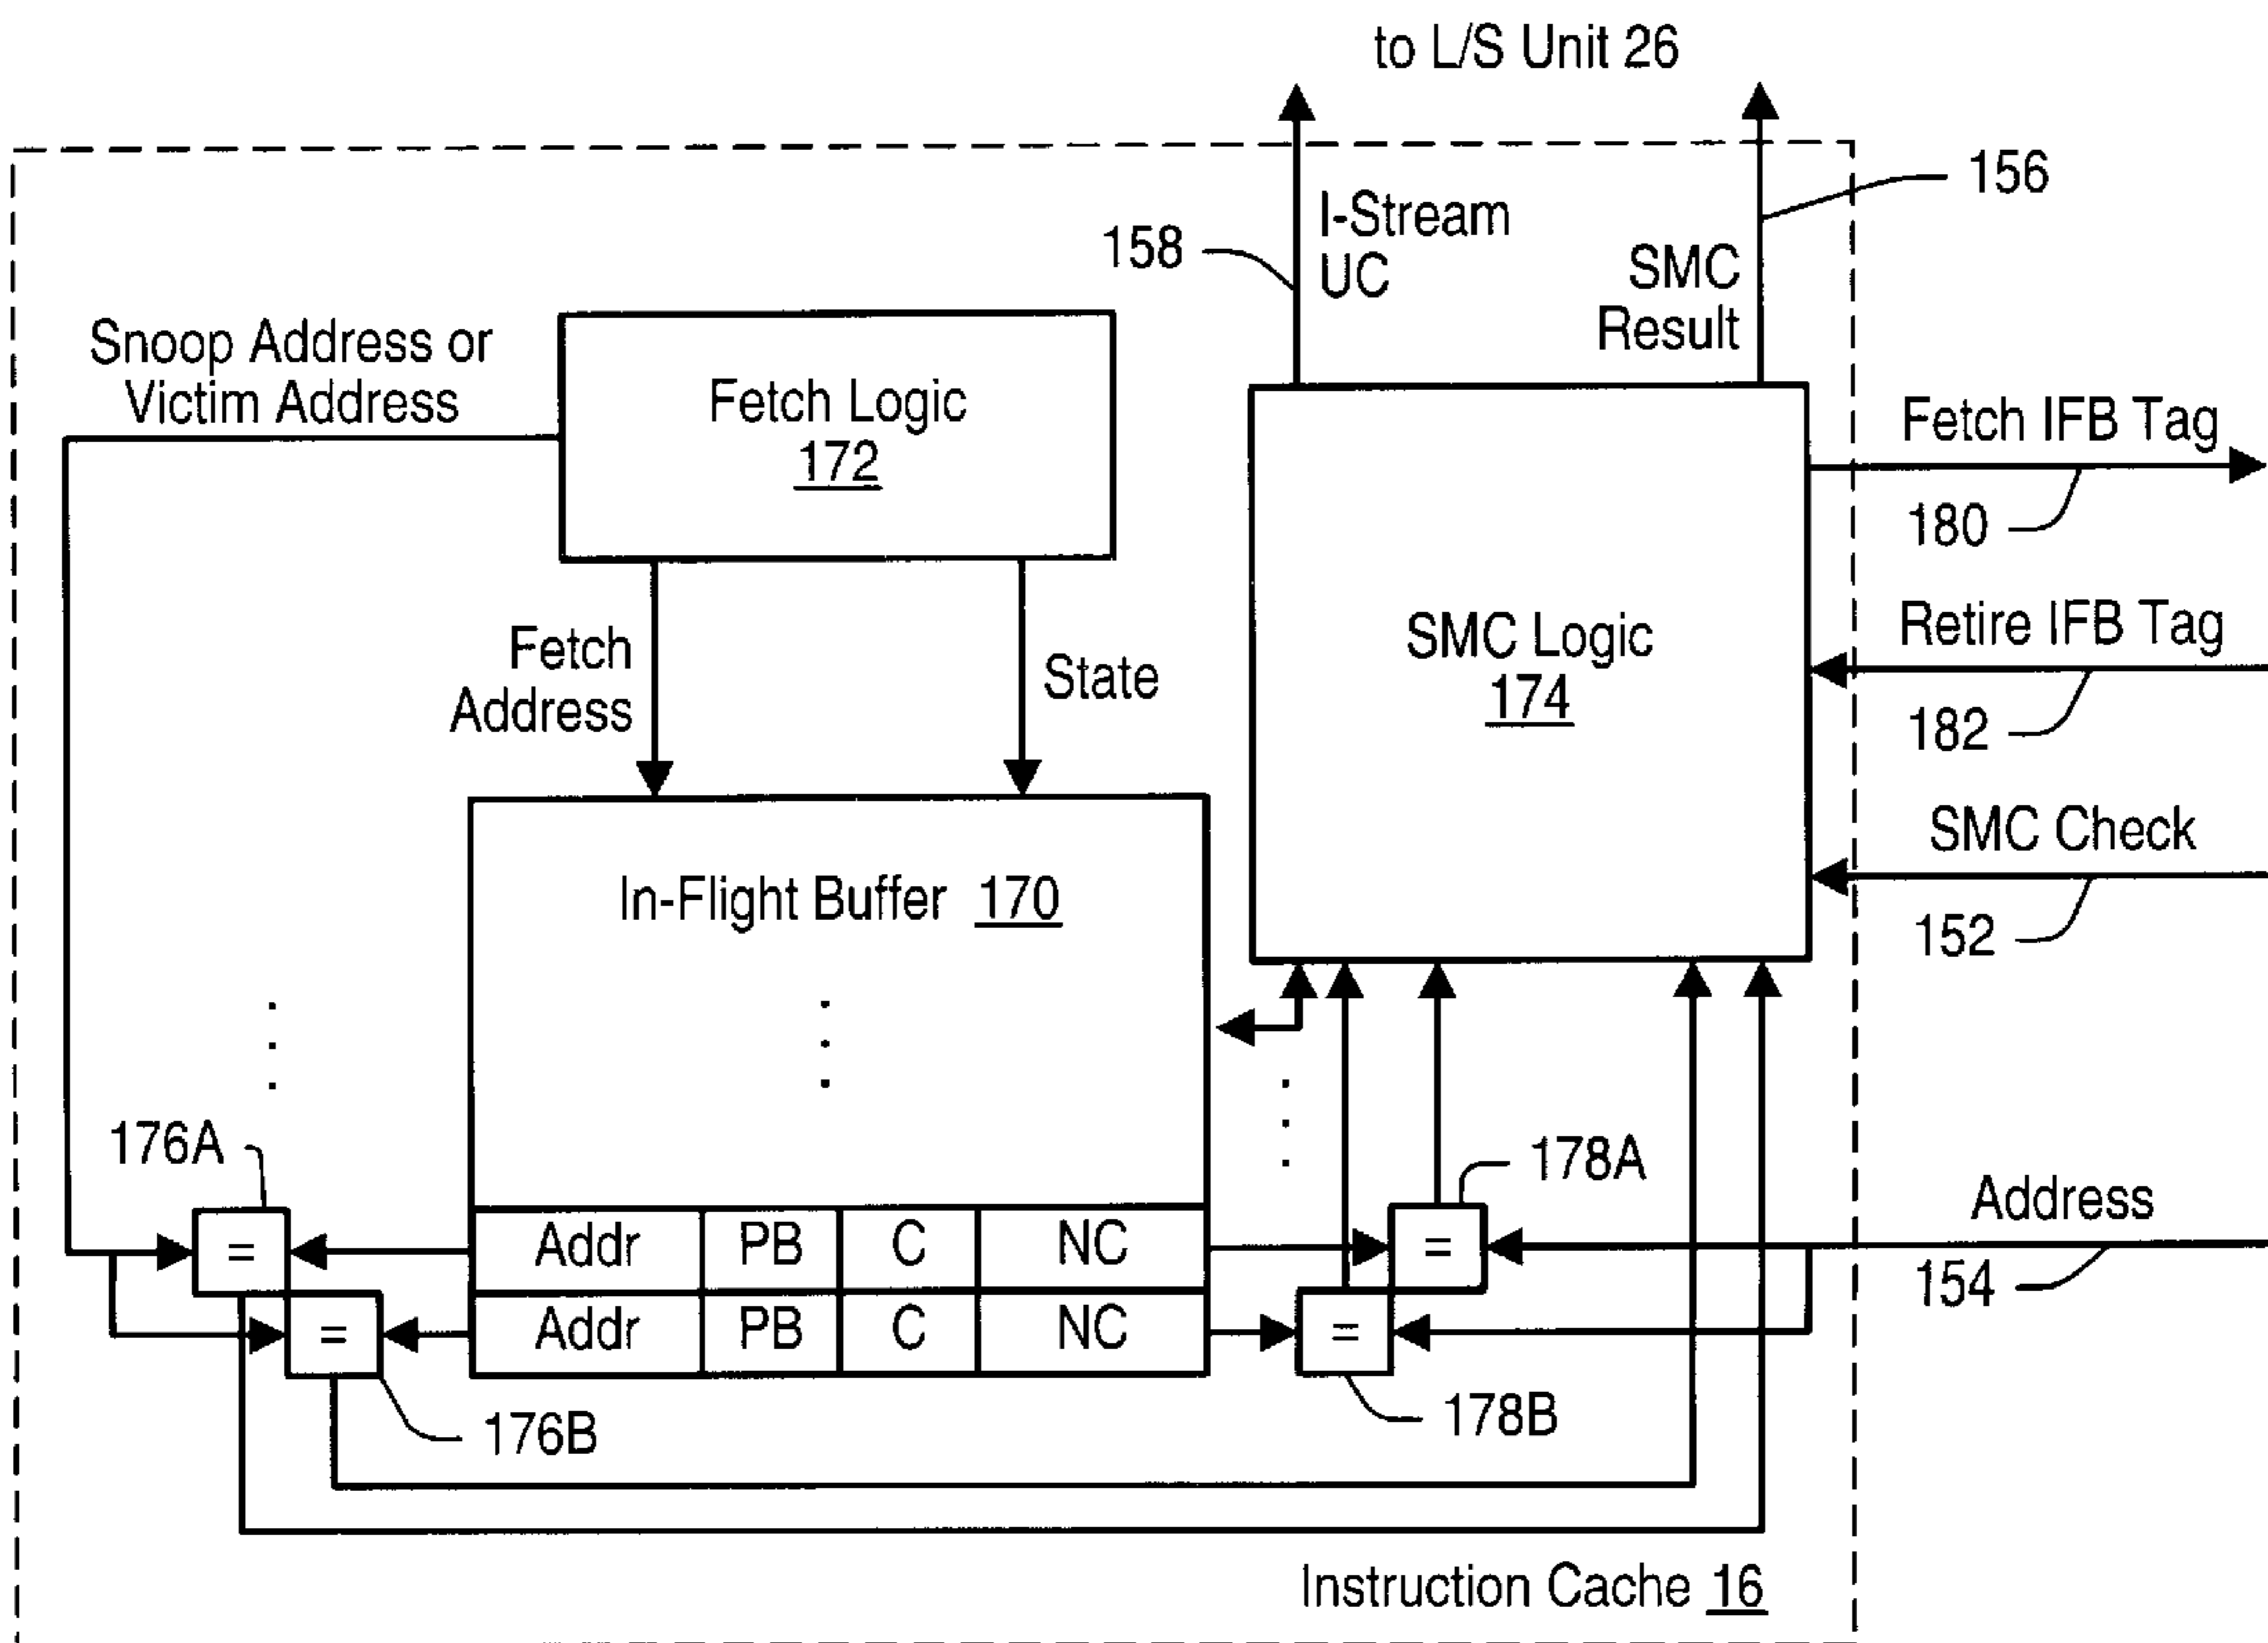 to L/S Unit 26
156
158
I-Stream
UC
SMC
Result
Snoop Address or
Victim Address
Fetch Logic
172
Fetch IFB Tag
180
Fetch
Address
State
SMC Logic
174
Retire IFB Tag
182
SMC Check
152
In-Flight Buffer 170
176A
178A
Address
154
=
Addr PB C NC
=
=
Addr PB C NC
=
176B
178B
Instruction Cache 16